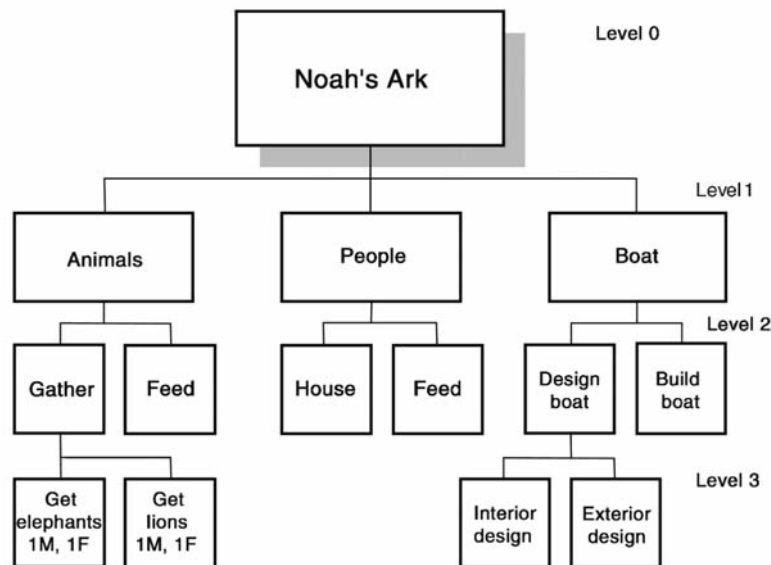 Level 0
Noah's Ark
Level 1
Animals
People
Boat
Level 2
Gather
Feed
House
Feed
Design
boat
Build
boat
Level 3
Get
elephants
1M, 1F
Get
lions
1M, 1F
Interior
design
Exterior
design